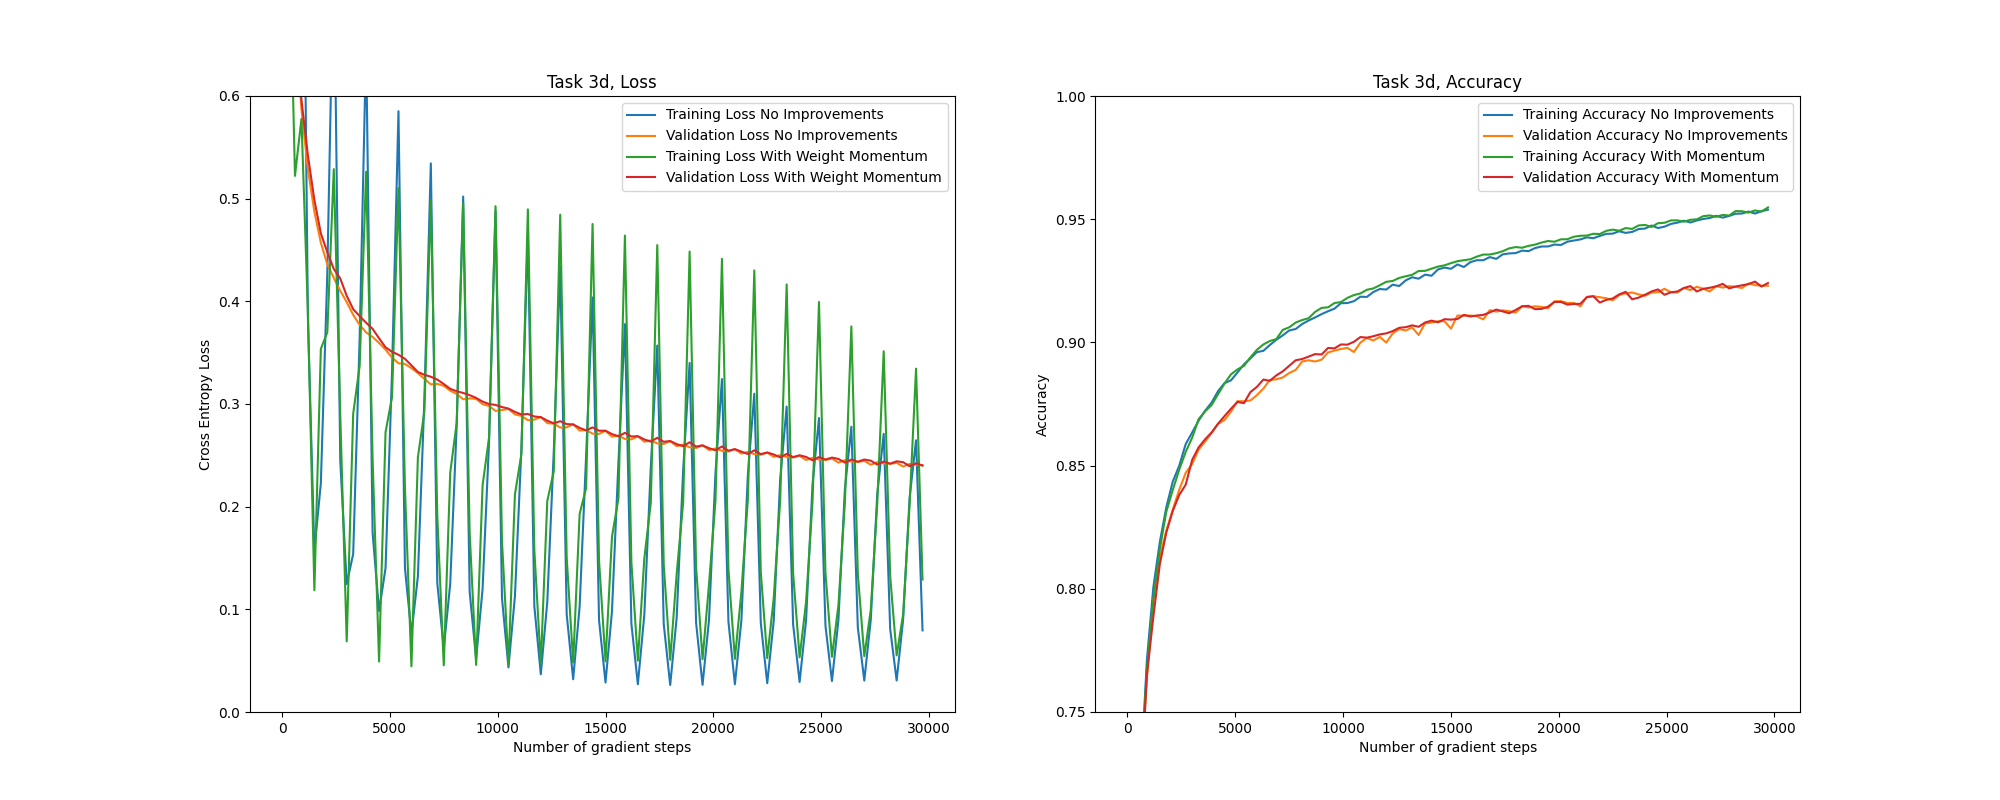 Task 3d, Loss
Cross Entropy Loss
0.6
0.5
0.4
0.3
0.2
0.1
0.0
Training Loss No Improvements
Validation Loss No Improvements
Training Loss With Weight Momentum
Validation Loss With Weight Momentum
0
5000
10000
15000
20000
25000
30000
Number of gradient steps
Task 3d, Accuracy
Accuracy
1.00
0.95
0.90
0.85
0.80
0.75
Training Accuracy No Improvements
Validation Accuracy No Improvements
Training Accuracy With Momentum
Validation Accuracy With Momentum
0
5000
10000
15000
20000
25000
30000
Number of gradient steps